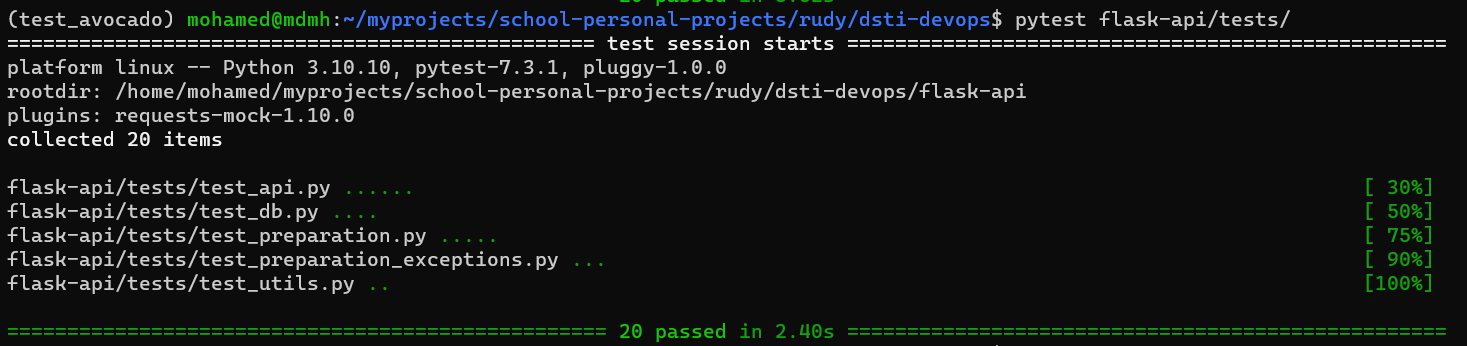 (test_avocado) mohamed@mdmh:~/myprojects/school-personal-projects/rudy/dsti-devops$ pytest flask-api/tests/
================================================= test session starts ==================================================
platform linux -- Python 3.10.10, pytest-7.3.1, pluggy-1.0.0
rootdir: /home/mohamed/myprojects/school-personal-projects/rudy/dsti-devops/flask-api
plugins: requests-mock-1.10.0
collected 20 items
flask-api/tests/test_api.py ...... [ 30%]
flask-api/tests/test_db.py .... [ 50%]
flask-api/tests/test_preparation.py ..... [ 75%]
flask-api/tests/test_preparation_exceptions.py ... [ 90%]
flask-api/tests/test_utils.py .. [100%]
================================================== 20 passed in 2.40s ==================================================